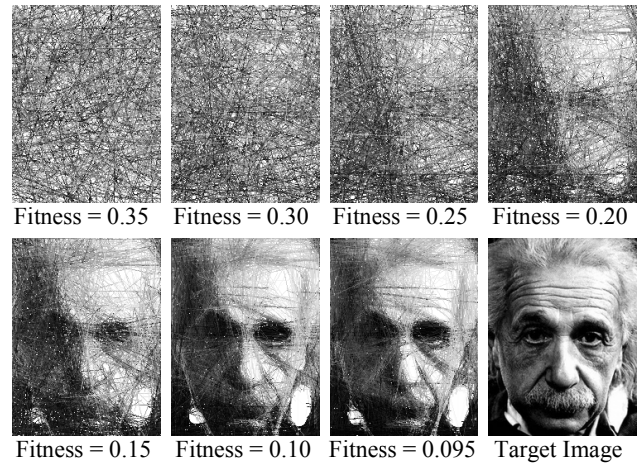 Fitness = 0.35 Fitness = 0.30 Fitness = 0.25 Fitness = 0.20
Fitness = 0.15 Fitness = 0.10 Fitness = 0.095 Target Image